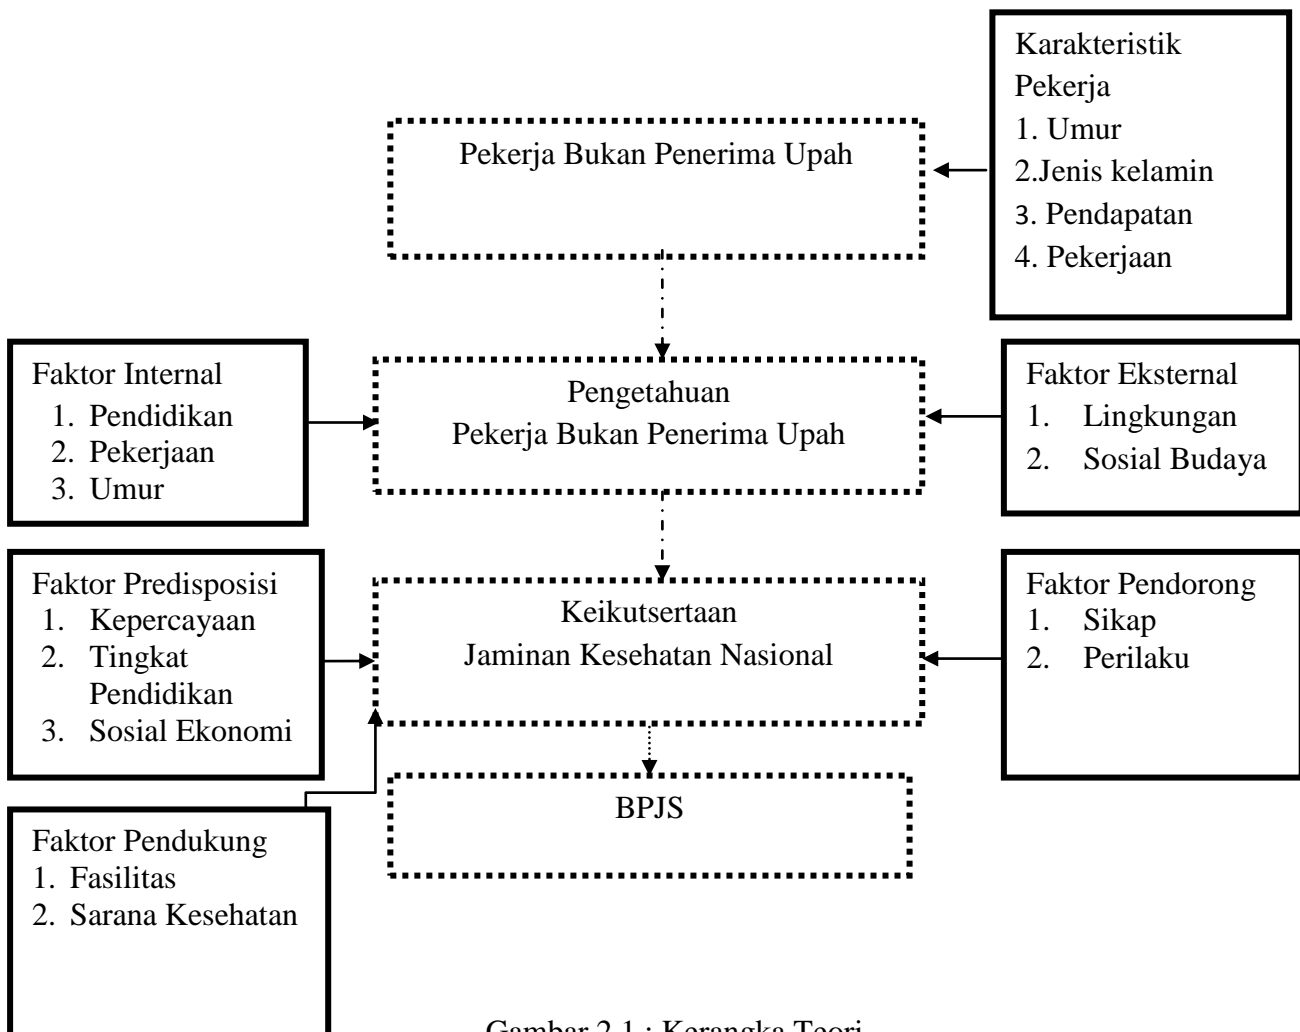 Karakteristik
Pekerja
1. Umur
2.Jenis kelamin
3. Pendapatan
4. Pekerjaan
Pekerja Bukan Penerima Upah
Faktor Internal
1. Pendidikan
2. Pekerjaan
3. Umur
Pengetahuan
Pekerja Bukan Penerima Upah
Faktor Eksternal
1. Lingkungan
2. Sosial Budaya
Faktor Predisposisi
1. Kepercayaan
2. Tingkat
Pendidikan
3. Sosial Ekonomi
Keikutsertaan
Jaminan Kesehatan Nasional
Faktor Pendorong
1. Sikap
2. Perilaku
BPJS
Faktor Pendukung
1. Fasilitas
2. Sarana Kesehatan
Gambar 2.1 : Kerangka Teori